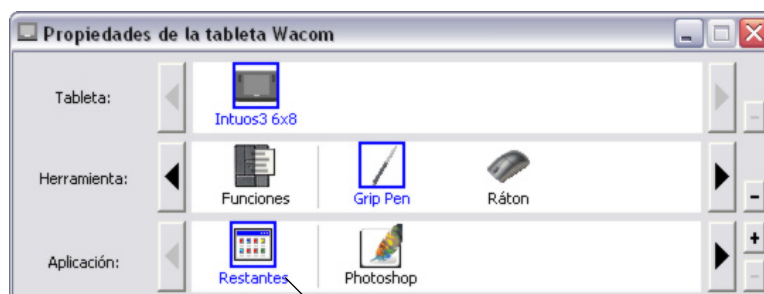 Propiedades de la tableta Wacom
Tableta:
Intuos3 6x8
Herramienta:
Funciones Grip Pen Ráton
Aplicación:
Restantes Photoshop